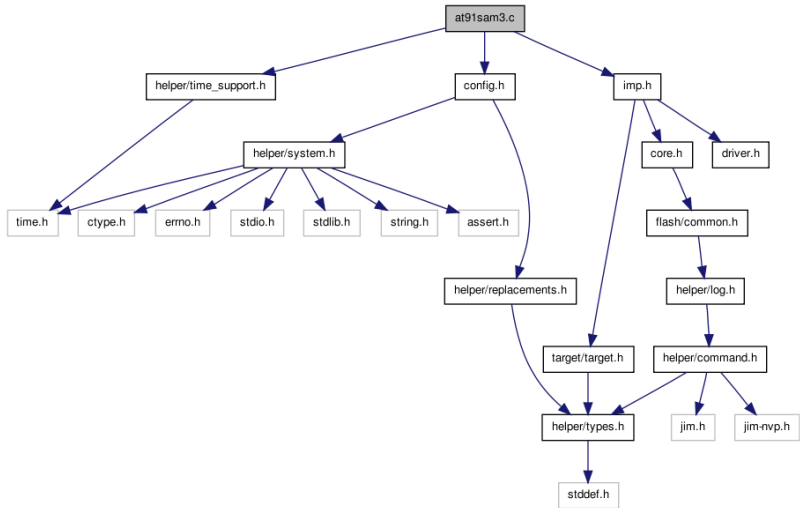 at91sam3.c
helper/time_support.h
config.h
imp.h
helper/system.h
core.h
driver.h
time.h
ctype.h
errno.h
stdio.h
stdlib.h
string.h
assert.h
flash/common.h
helper/replacements.h
helper/log.h
target/target.h
helper/command.h
helper/types.h
jim.h
jim-nvp.h
stddef.h